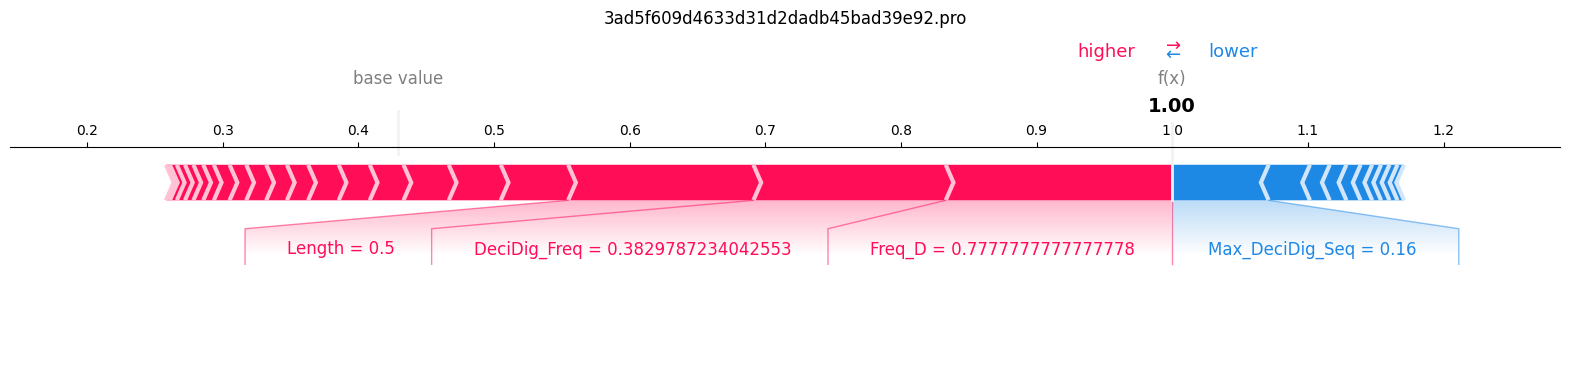 3ad5f609d4633d31d2dadb45bad39e92.pro
higher ⇄ lower
base value f(x)
1.00
0.2 0.3 0.4 0.5 0.6 0.7 0.8 0.9 1.0 1.1 1.2
Length = 0.5 DeciDig_Freq = 0.3829787234042553 Freq_D = 0.7777777777777778 Max_DeciDig_Seq = 0.16